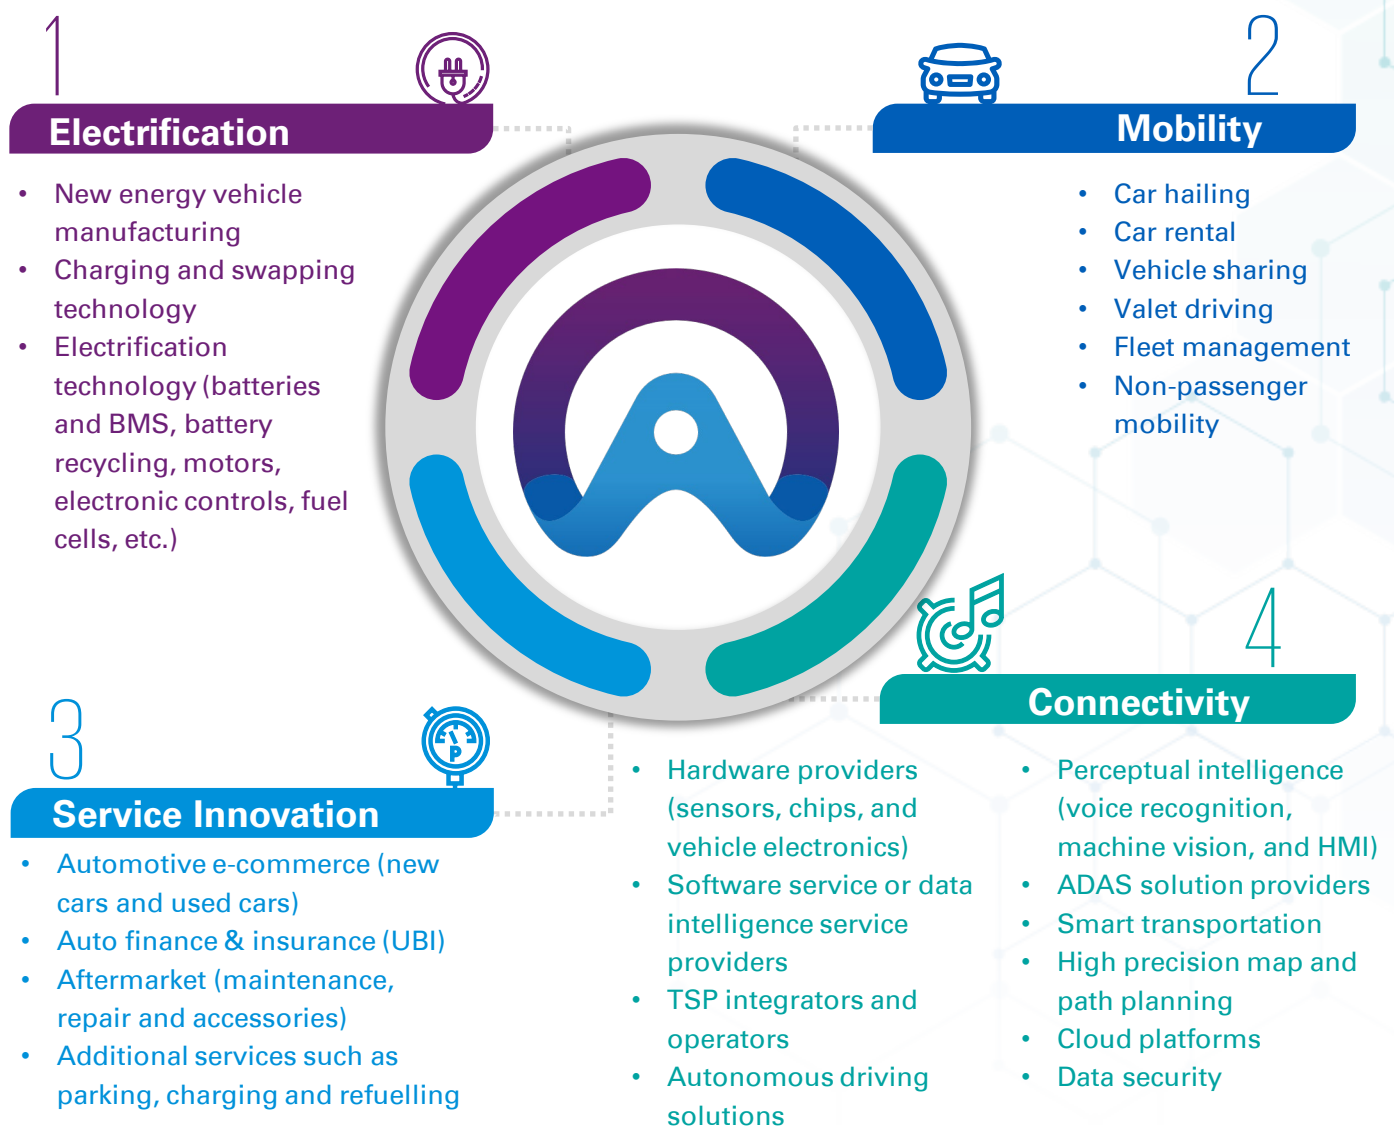 1
Electrification
• New energy vehicle
manufacturing
• Charging and swapping
technology
• Electrification
technology (batteries
and BMS, battery
recycling, motors,
electronic controls, fuel
cells, etc.)
2
Mobility
• Car hailing
• Car rental
• Vehicle sharing
• Valet driving
• Fleet management
• Non-passenger
mobility
3
P
Service Innovation
• Automotive e-commerce (new
cars and used cars)
• Auto finance & insurance (UBI)
• Aftermarket (maintenance,
repair and accessories)
• Additional services such as
parking, charging and refuelling
4
Connectivity
• Hardware providers
(sensors, chips, and
vehicle electronics)
• Software service or data
intelligence service
providers
• TSP integrators and
operators
• Autonomous driving
solutions
• Perceptual intelligence
(voice recognition,
machine vision, and HMI)
• ADAS solution providers
• Smart transportation
• High precision map and
path planning
• Cloud platforms
• Data security